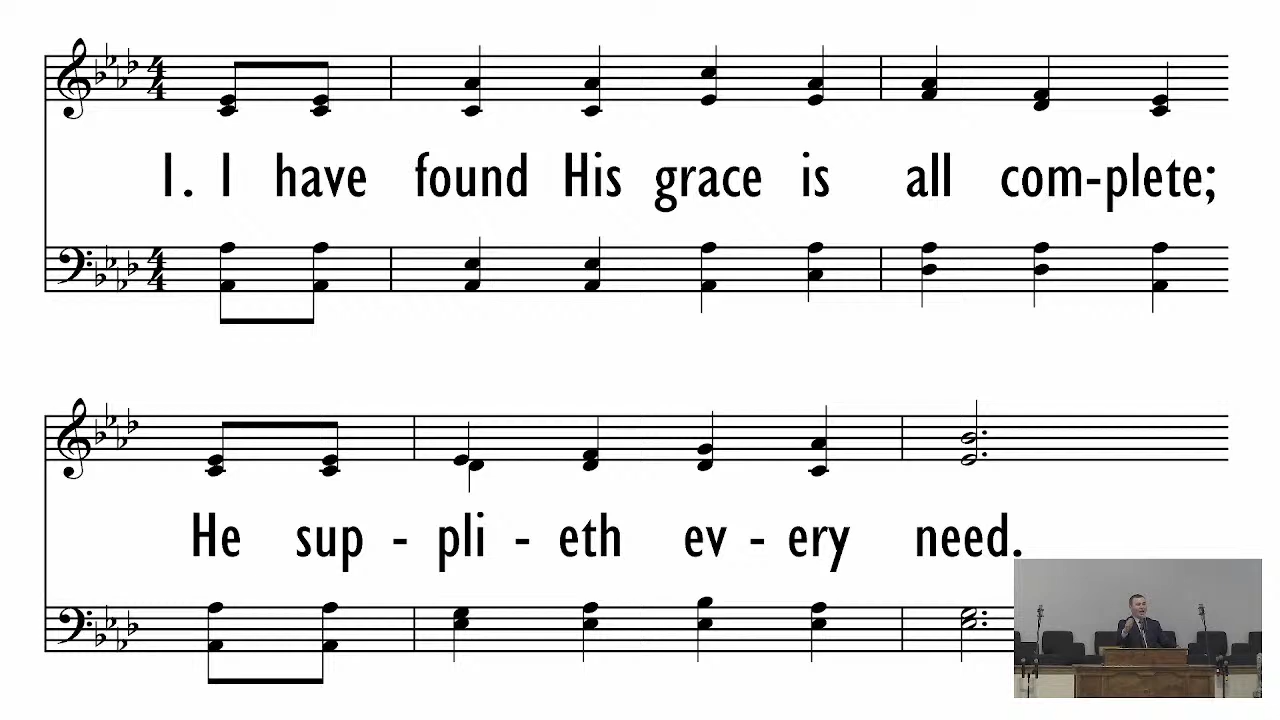 1. I have found His grace is all com-plete;
He sup - pli - eth ev - ery need.